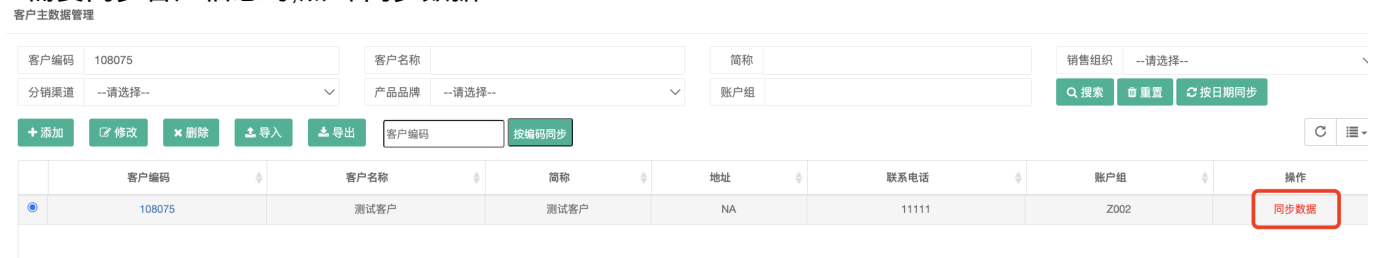 客户主数据管理
客户编码 108075 客户名称 简称 销售组织 --请选择--
分销渠道 --请选择-- 产品品牌 --请选择-- 账户组 搜索 重置 按日期同步
添加 修改 删除 导入 导出 客户编码 按编码同步
客户编码 客户名称 简称 地址 联系电话 账户组 操作
108075 测试客户 测试客户 NA 11111 Z002 同步数据